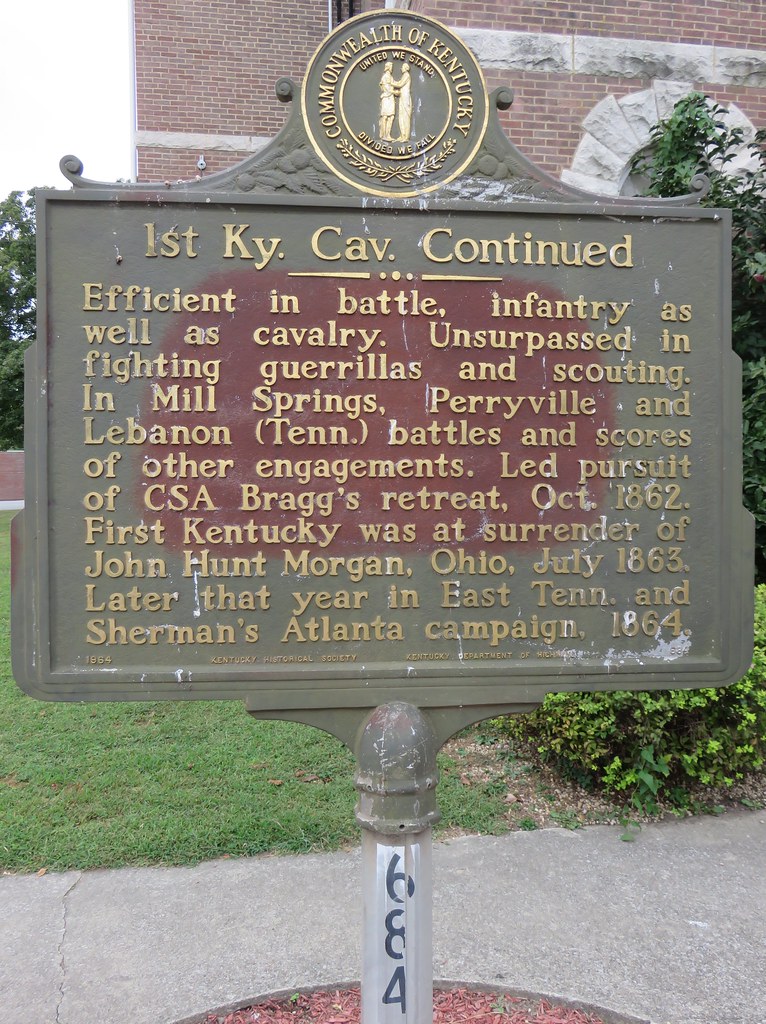 COMMONWEALTH OF KENTUCKY
UNITED WE STAND,
DIVIDED WE FALL
1st Ky. Cav. Continued
Efficient in battle, infantry as
well as cavalry. Unsurpassed in
fighting guerrillas and scouting.
In Mill Springs, Perryville and
Lebanon (Tenn.) battles and scores
of other engagements. Led pursuit
of CSA Bragg's retreat, Oct. 1862.
First Kentucky was at surrender of
John Hunt Morgan, Ohio, July 1863.
Later that year in East Tenn. and
Sherman's Atlanta campaign, 1864.
1964 KENTUCKY HISTORICAL SOCIETY KENTUCKY DEPARTMENT OF
684